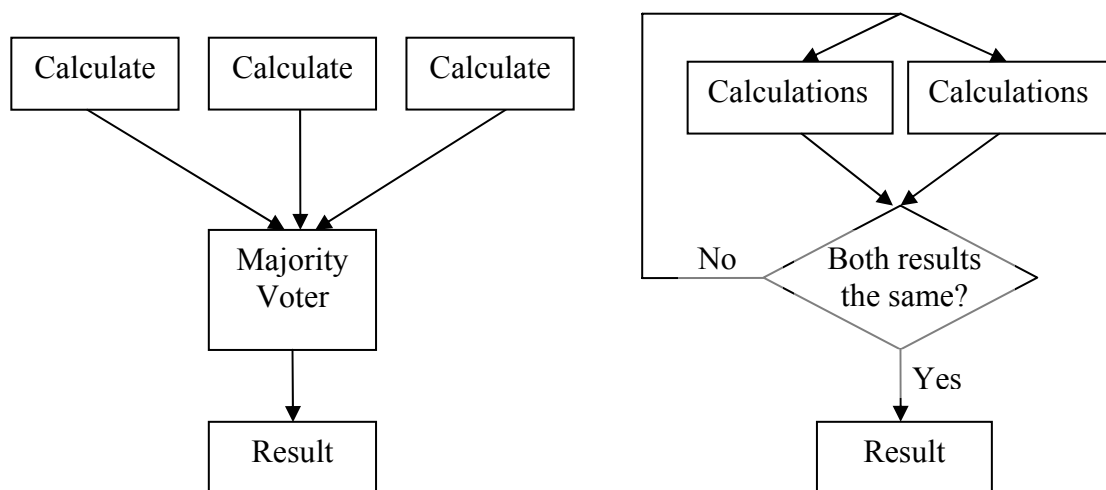 Calculate
Calculate
Calculate
Majority
Voter
Result
Calculations
Calculations
Both results
the same?
No
Yes
Result